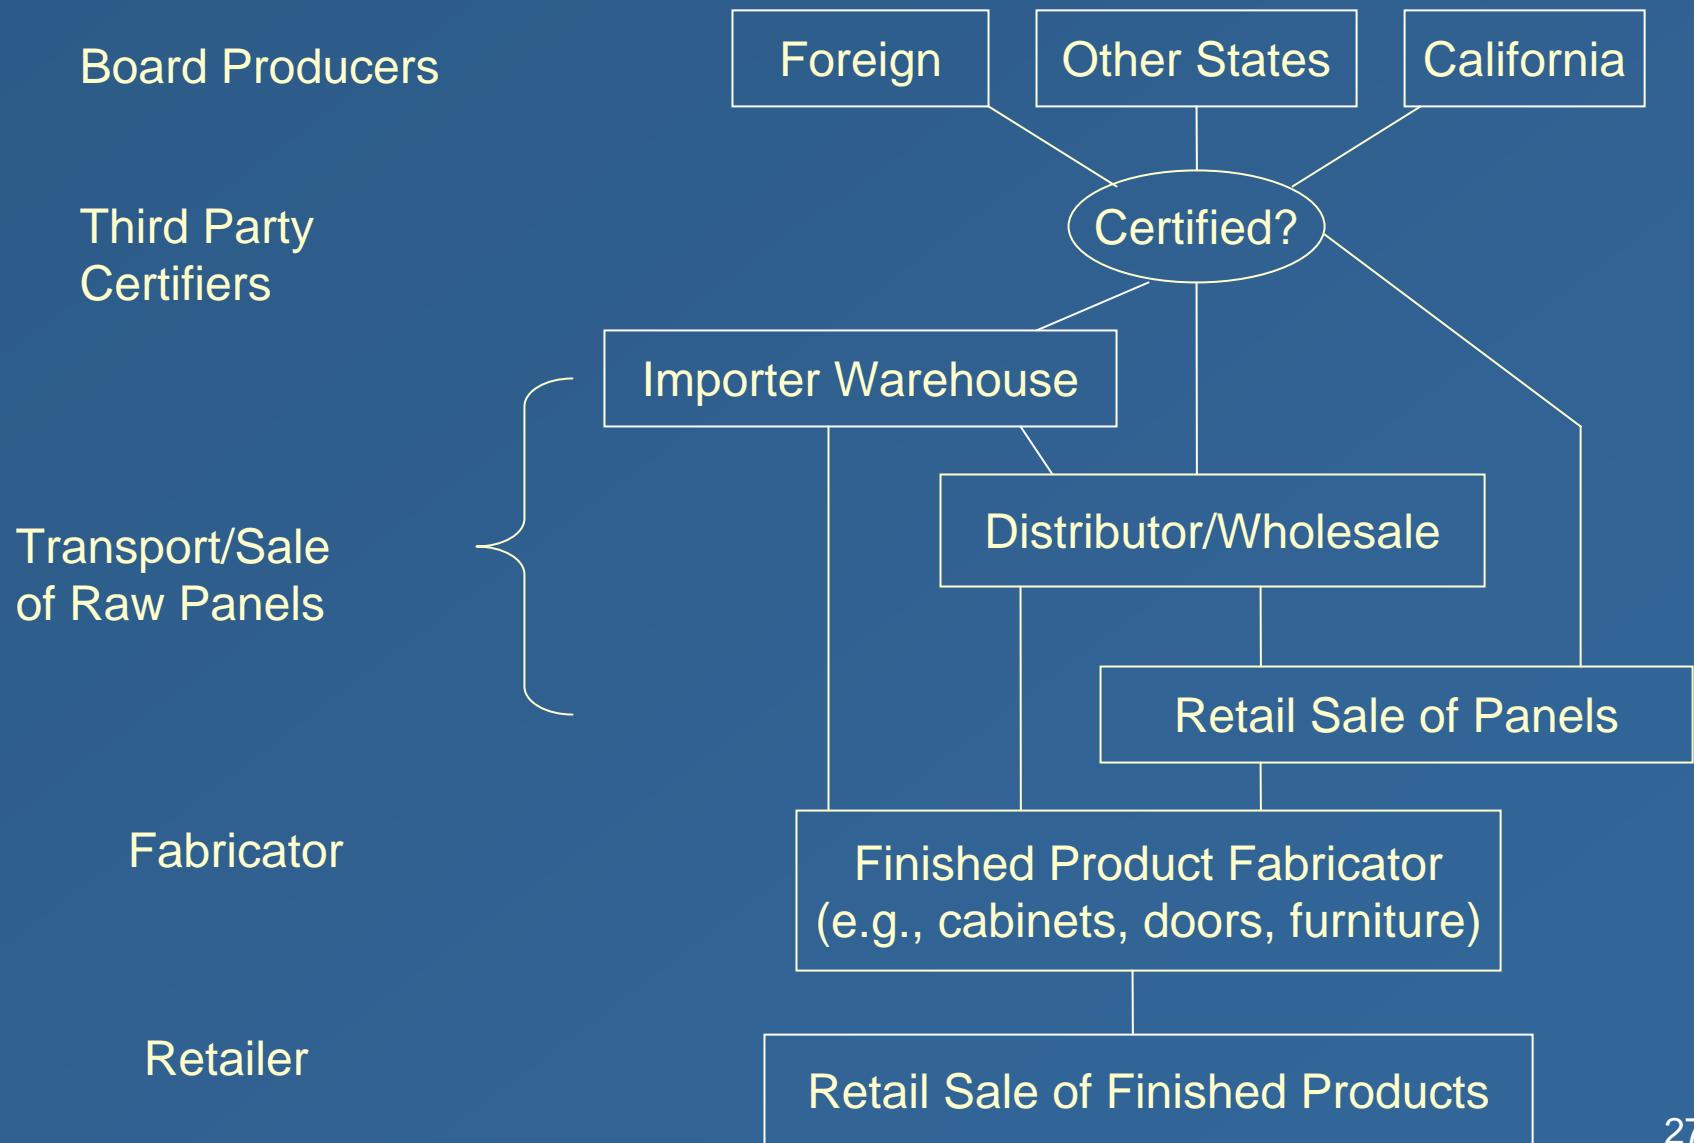 Board Producers
Foreign
Other States
California
Third Party
Certifiers
Certified?
Importer Warehouse
Transport/Sale
of Raw Panels
Distributor/Wholesale
Retail Sale of Panels
Fabricator
Finished Product Fabricator
(e.g., cabinets, doors, furniture)
Retailer
Retail Sale of Finished Products
27